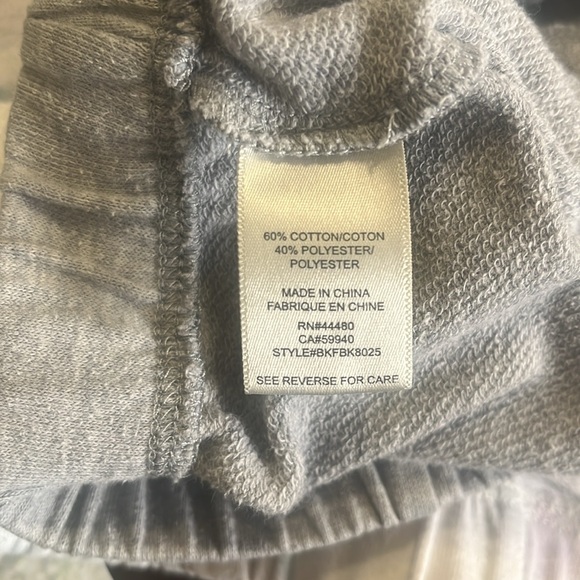 60% COTTON/COTON
40% POLYESTER/
POLYESTER
MADE IN CHINA
FABRIQUE EN CHINE
RN#44480
CA#59940
STYLE#BKFBK8025
SEE REVERSE FOR CARE